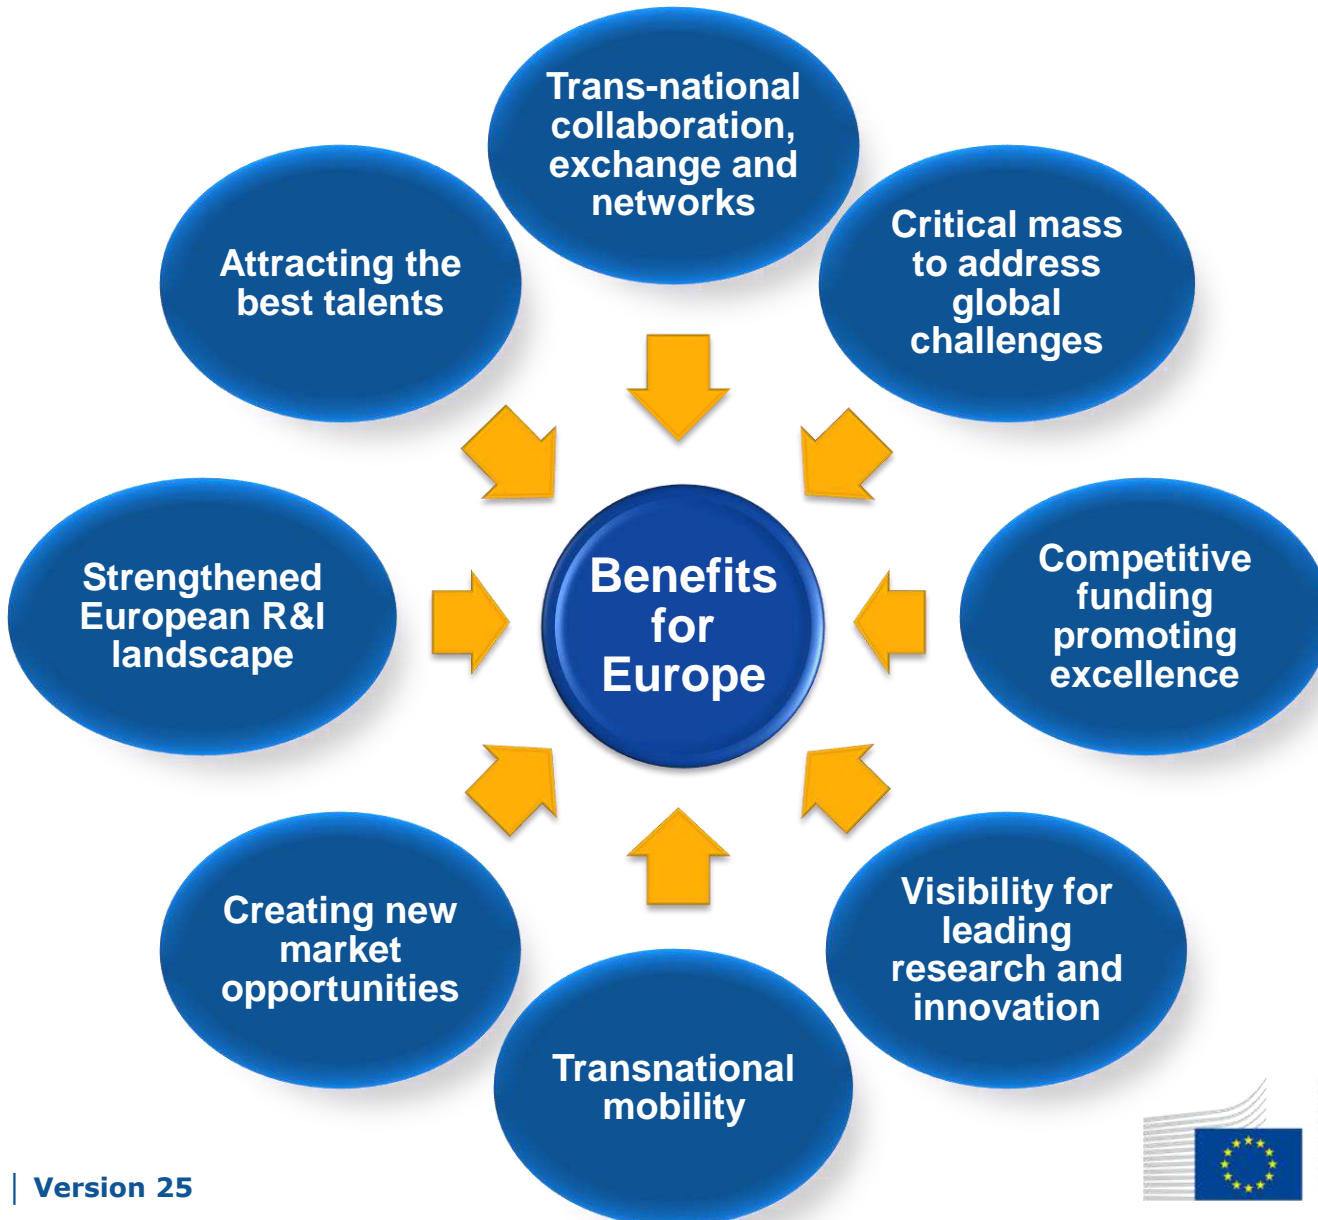 Trans-national
collaboration,
exchange and
networks
Critical mass
to address
global
challenges
Attracting the
best talents
Benefits
for
Europe
Competitive
funding
promoting
excellence
Strengthened
European R&I
landscape
Visibility for
leading
research and
innovation
Creating new
market
opportunities
Transnational
mobility
| Version 25